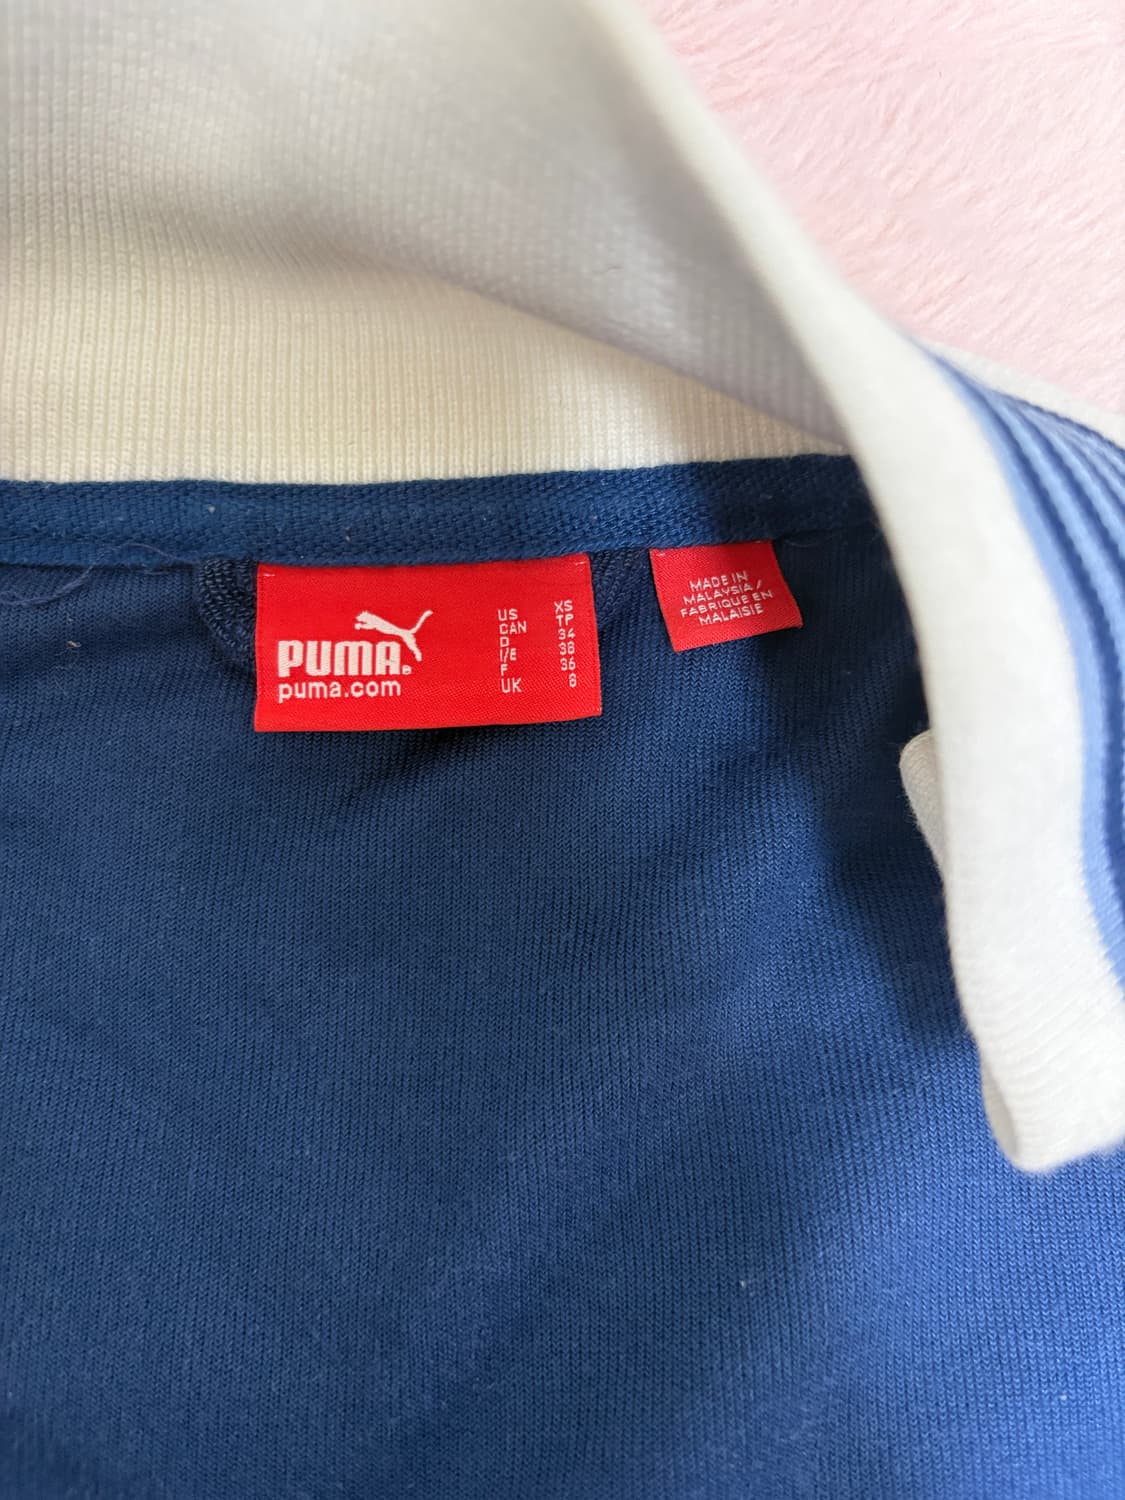 PUMA®
puma.com
US XS
CAN TP
D 34
I/E 38
F 36
UK 8
MADE IN
MALAYSIA /
FABRIQUE EN
MALAISIE